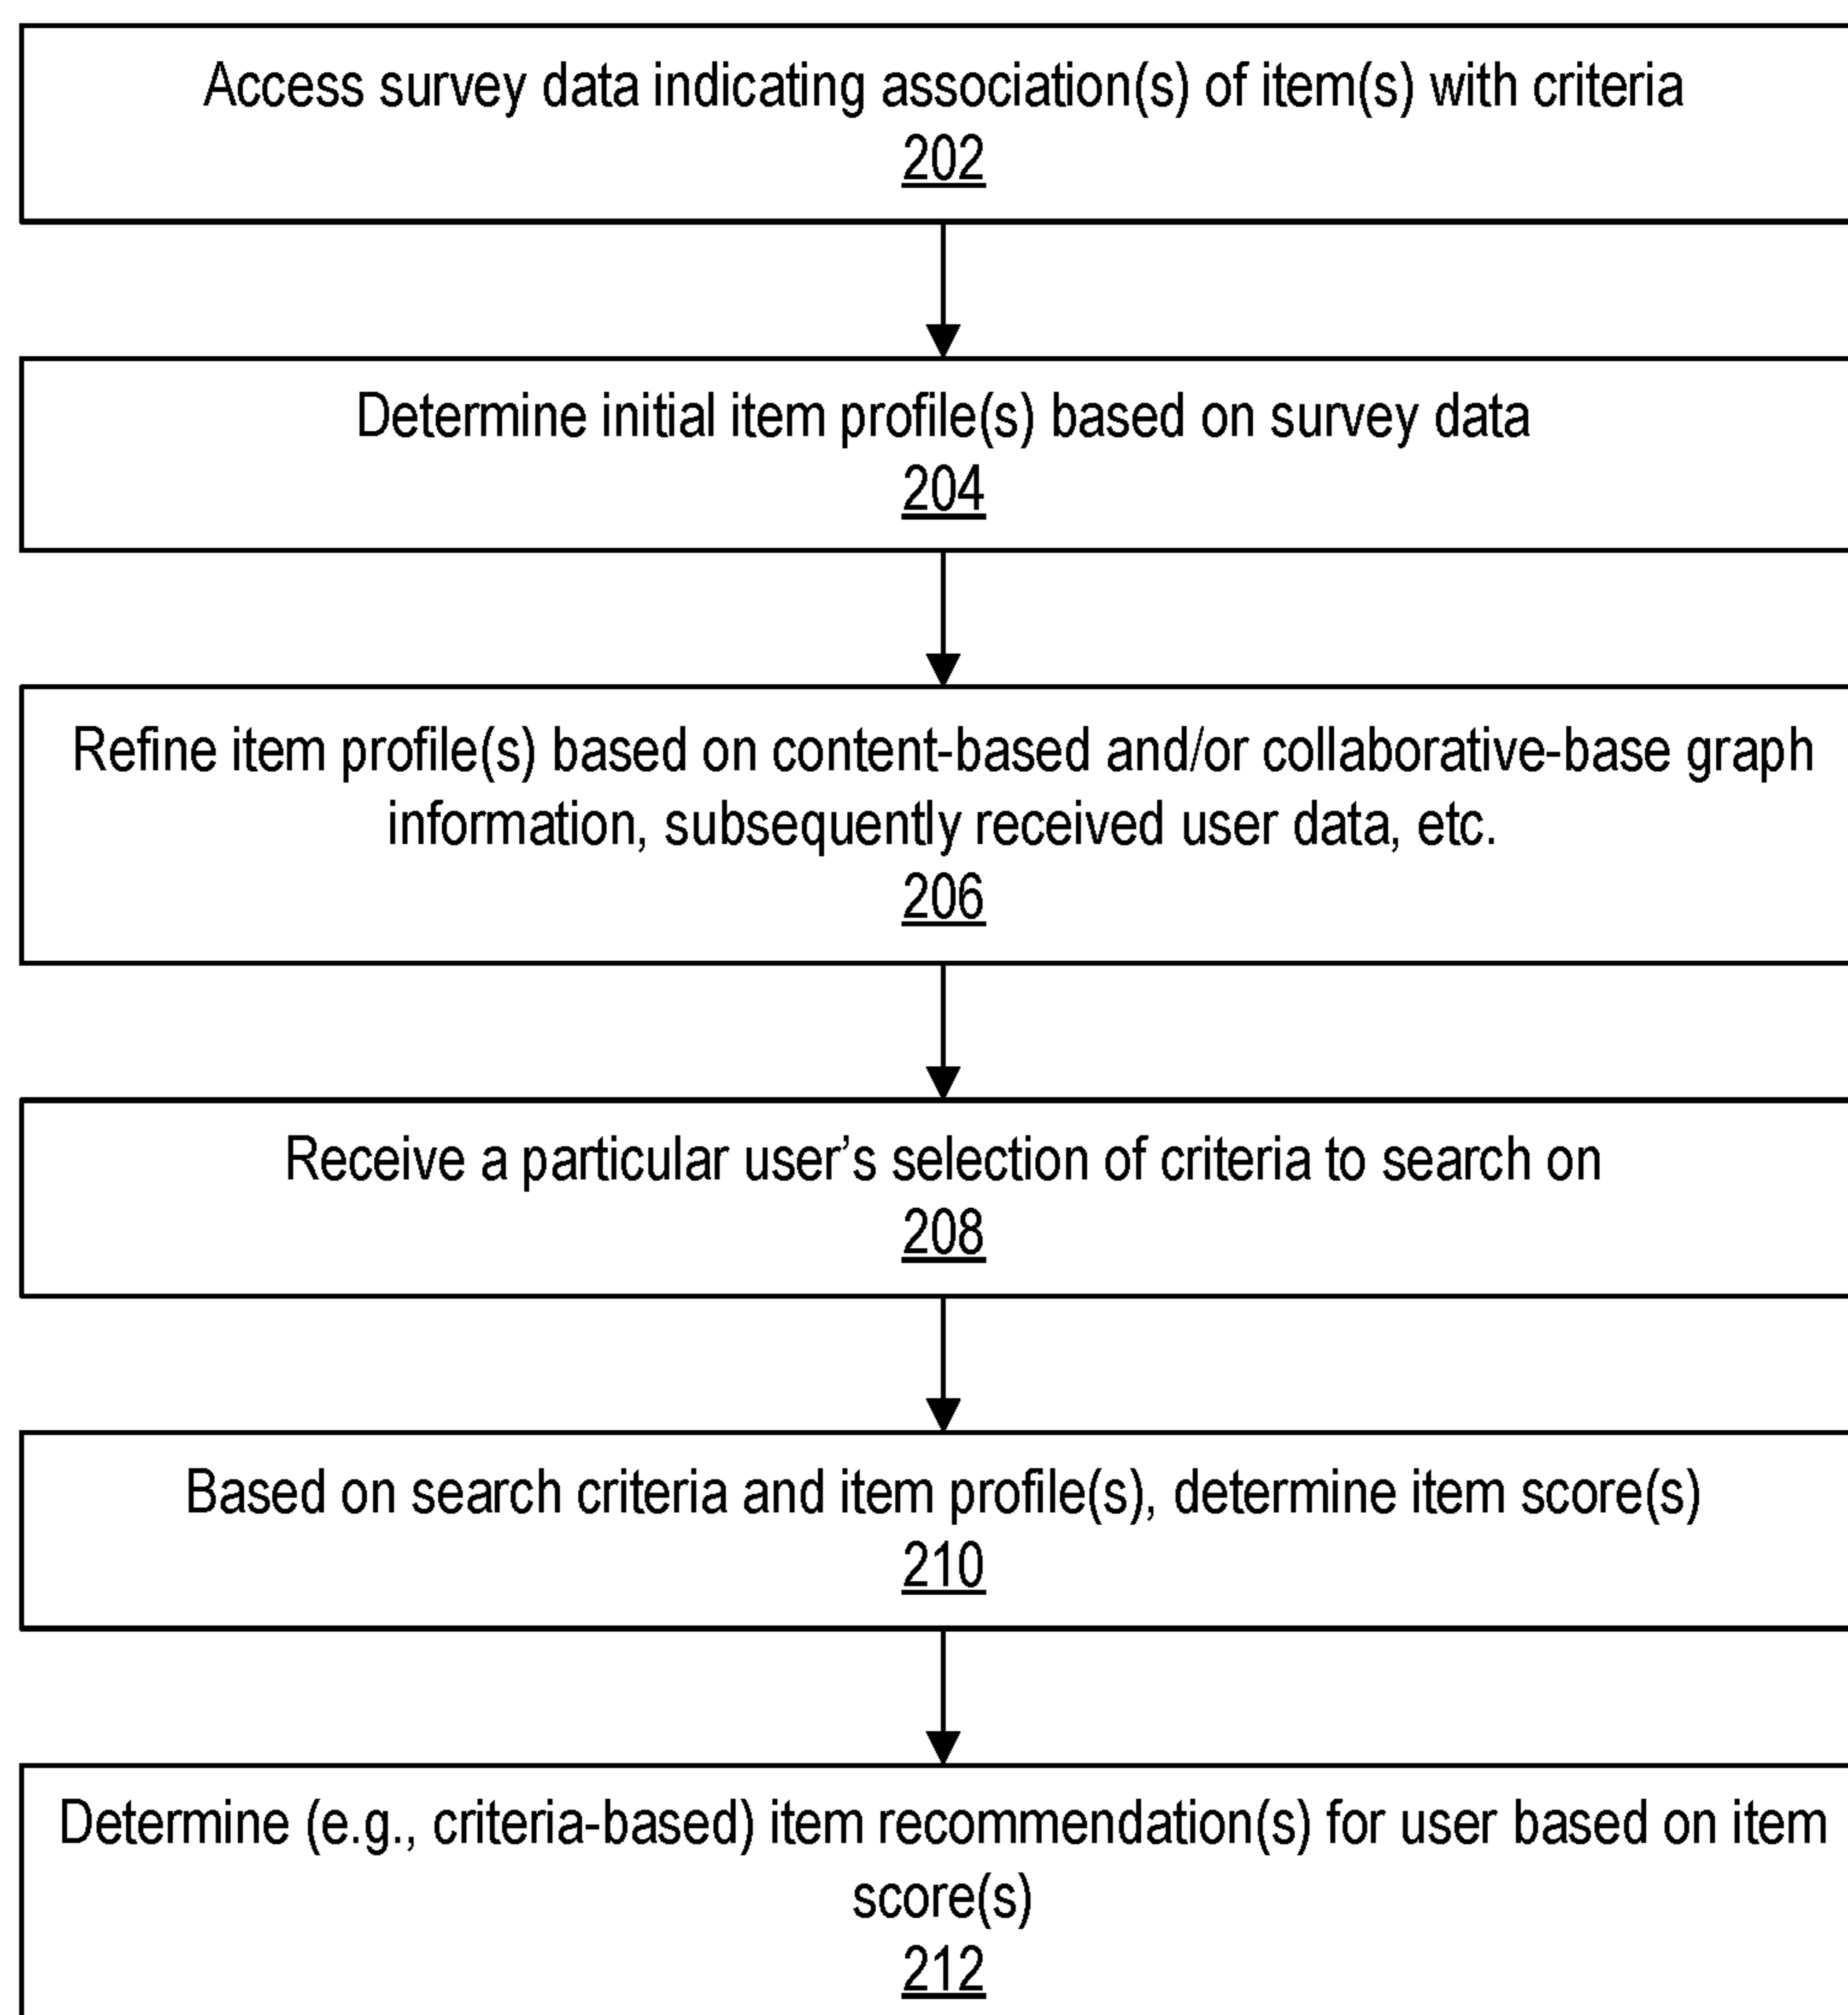 Access survey data indicating association(s) of item(s) with criteria
202
Determine initial item profile(s) based on survey data
204
Refine item profile(s) based on content-based and/or collaborative-base graph
information, subsequently received user data, etc.
206
Receive a particular user’s selection of criteria to search on
208
Based on search criteria and item profile(s), determine item score(s)
210
Determine (e.g., criteria-based) item recommendation(s) for user based on item
score(s)
212